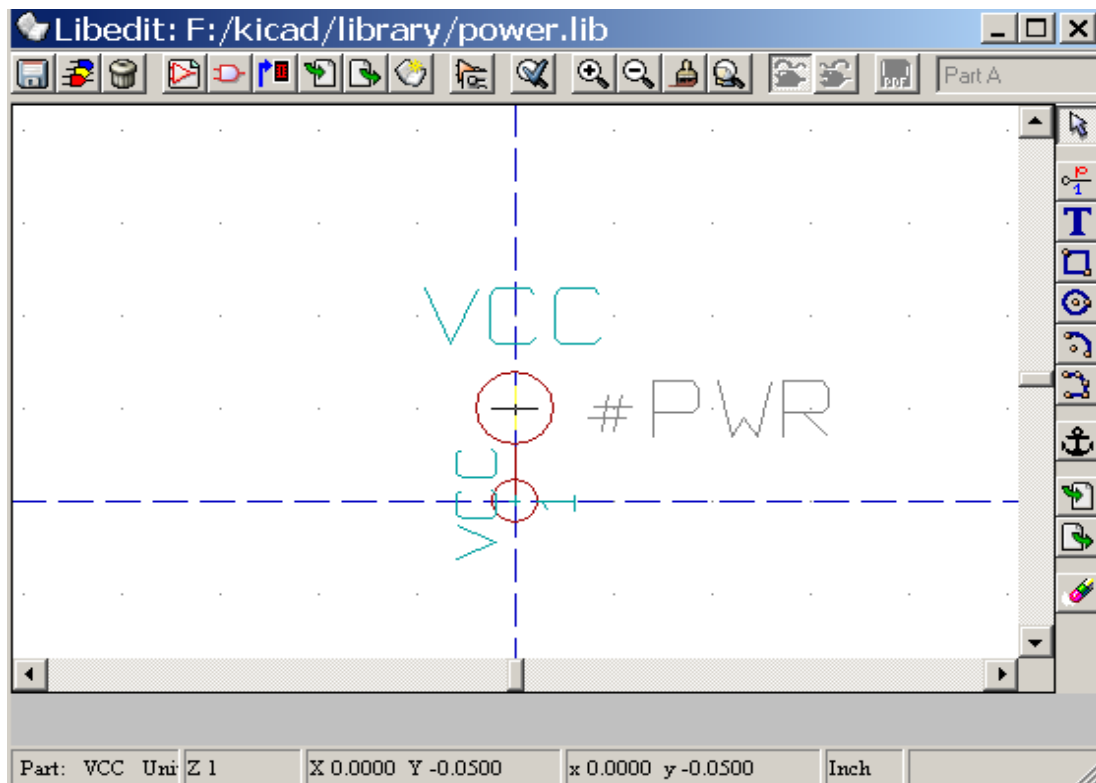 Libedit: F:/kicad/library/power.lib
Part A
VCC
#PWR
VCC
1
Part: VCC Uni Z 1 X 0.0000 Y -0.0500 x 0.0000 y -0.0500 Inch